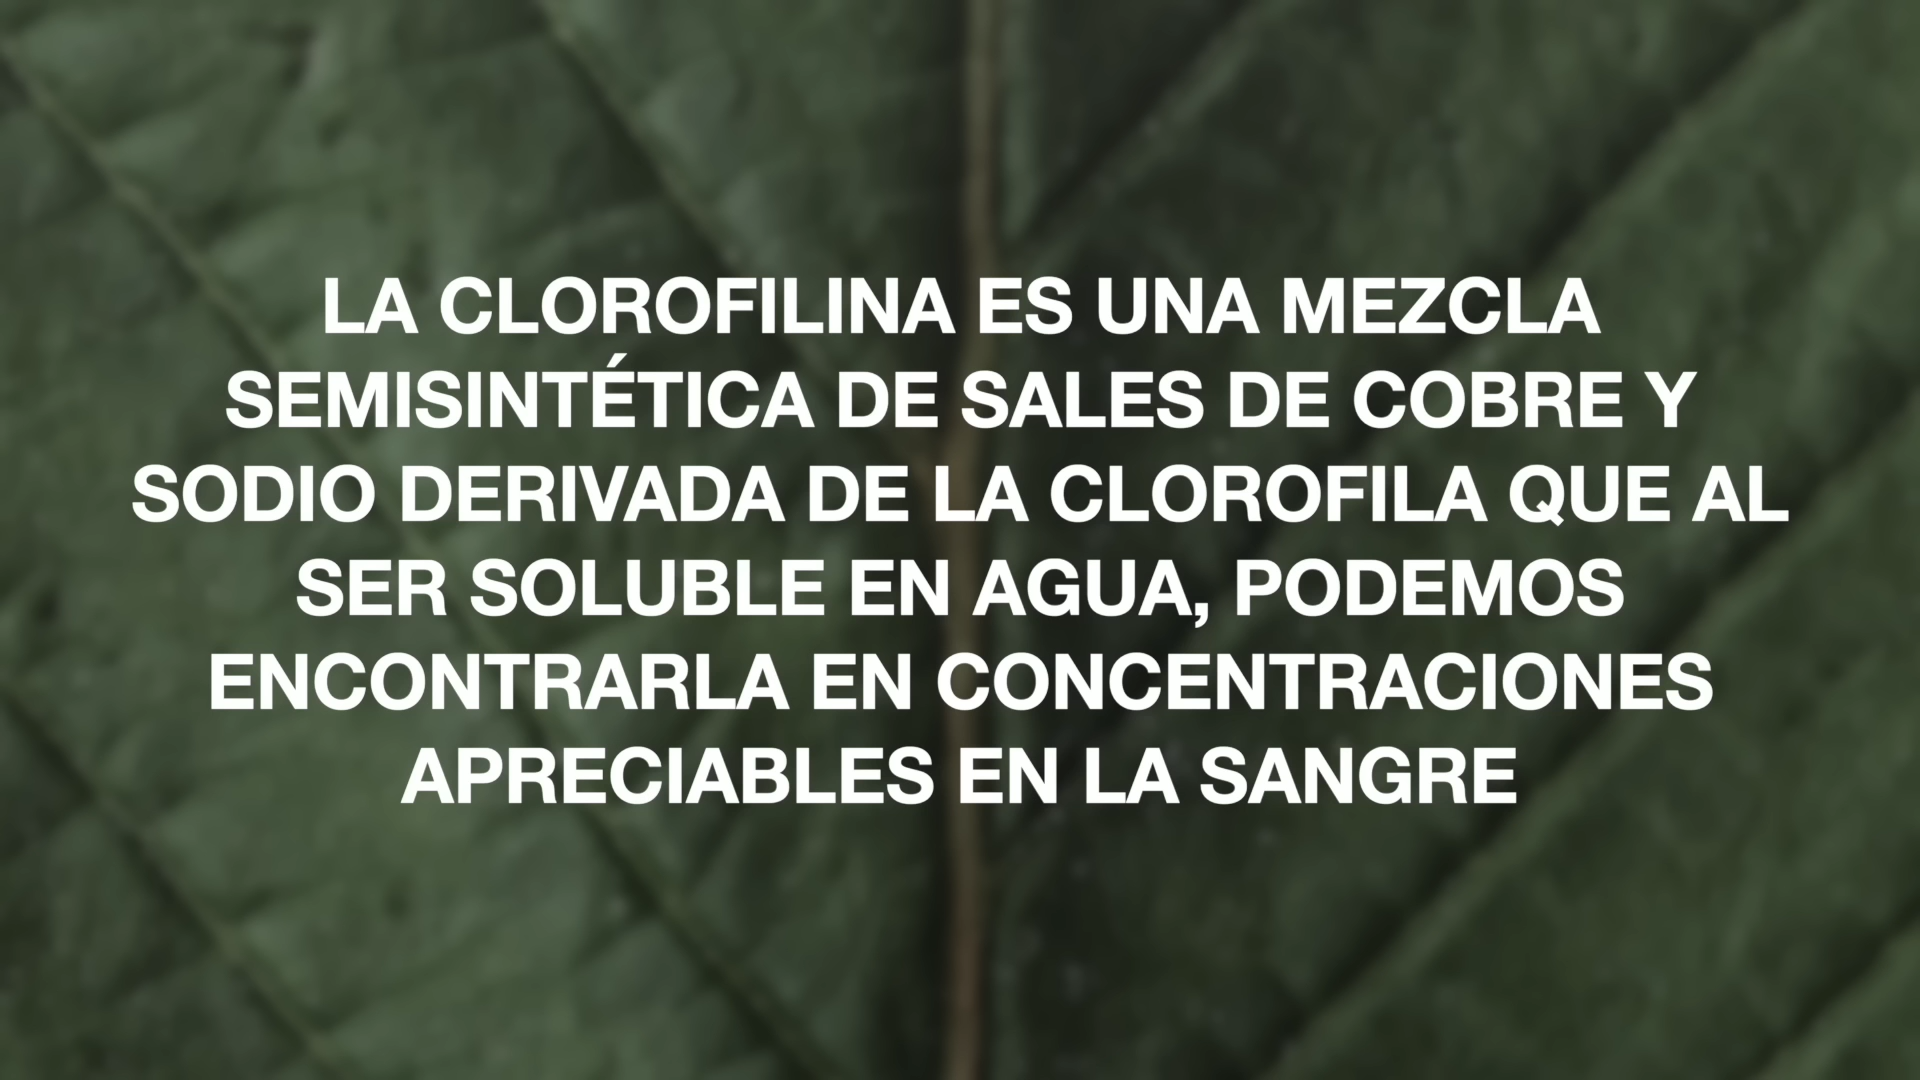 LA CLOROFILINA ES UNA MEZCLA
SEMISINTÉTICA DE SALES DE COBRE Y
SODIO DERIVADA DE LA CLOROFILA QUE AL
SER SOLUBLE EN AGUA, PODEMOS
ENCONTRARLA EN CONCENTRACIONES
APRECIABLES EN LA SANGRE